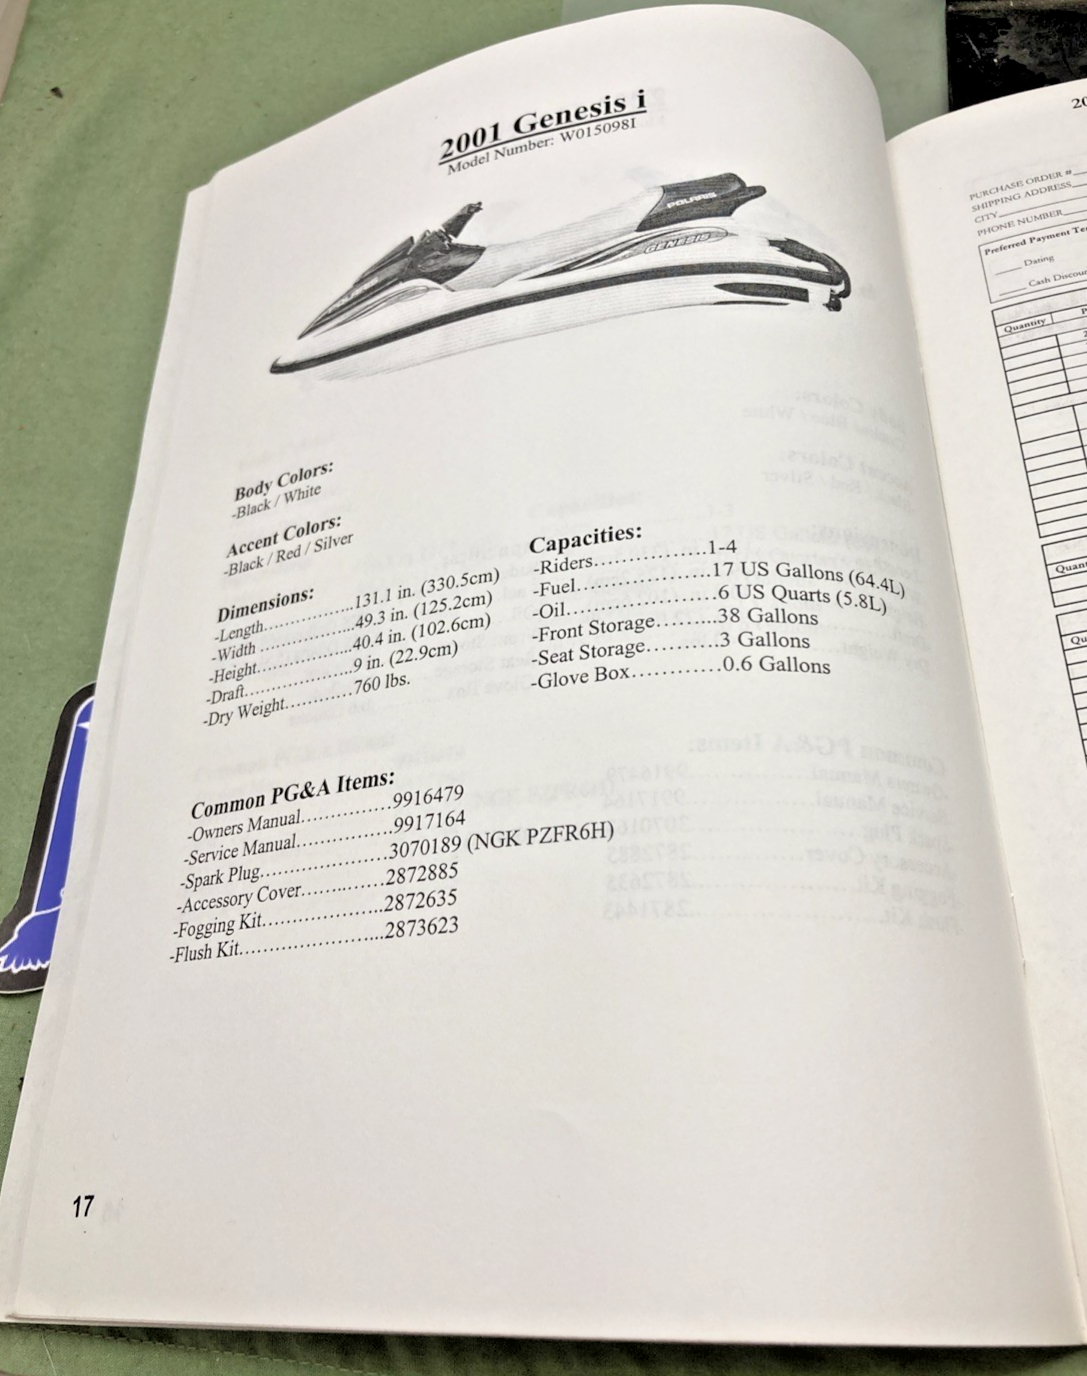 2001 Genesis i
Model Number: W015098I
POLARIS
GENESIS
Body Colors:
-Black / White
Accent Colors:
-Black / Red / Silver
Dimensions:
-Length....................131.1 in. (330.5cm)
-Width ....................49.3 in. (125.2cm)
-Height....................40.4 in. (102.6cm)
-Draft.....................9 in. (22.9cm)
-Dry Weight............760 lbs.
Capacities:
-Riders....................1-4
-Fuel........................17 US Gallons (64.4L)
-Oil..........................6 US Quarts (5.8L)
-Front Storage.........38 Gallons
-Seat Storage..........3 Gallons
-Glove Box............0.6 Gallons
Common PG&A Items:
-Owners Manual...............9916479
-Service Manual................9917164
-Spark Plug.....................3070189 (NGK PZFR6H)
-Accessory Cover..............2872885
-Fogging Kit.....................2872635
-Flush Kit........................2873623
17
PURCHASE ORDER #
SHIPPING ADDRESS
CITY
PHONE NUMBER
Preferred Payment
Dating
Cash
Quantity